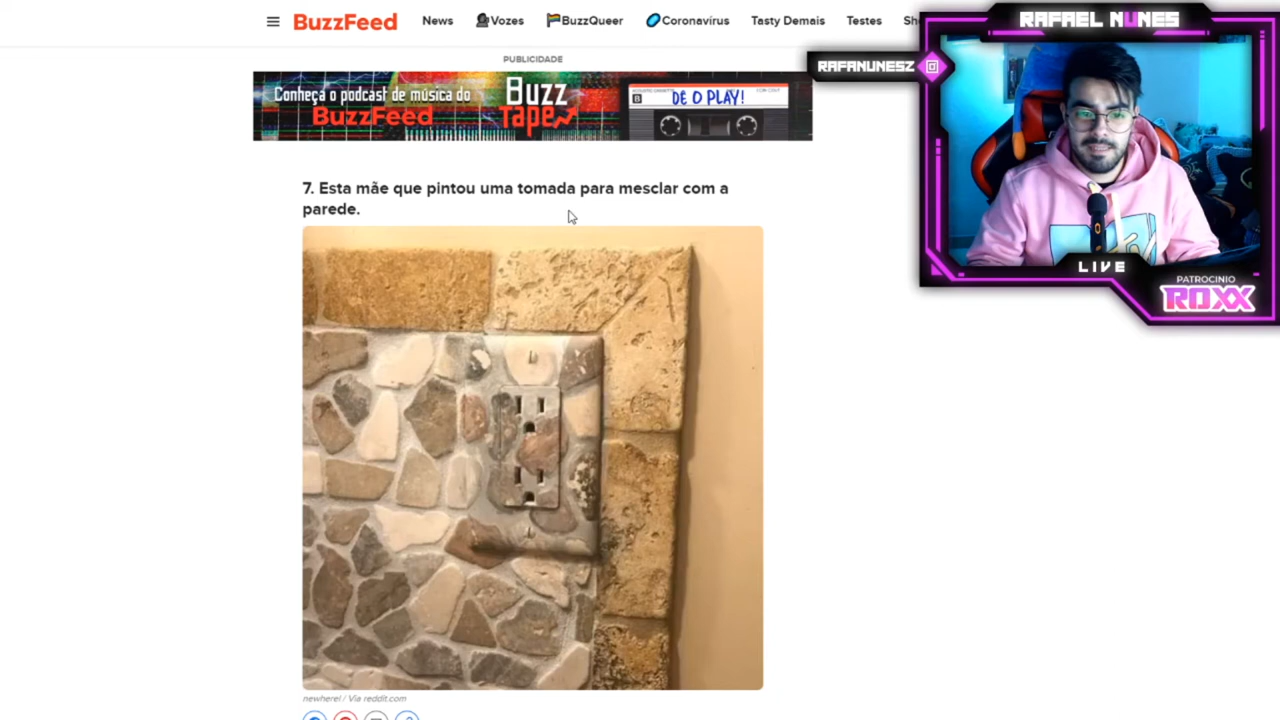 BuzzFeed News Vozes BuzzQueer Coronavírus Tasty Demais Testes
RAFAEL NUNES
RAFANUNESZ
PUBLICIDADE
Conheça o podcast de música do
BuzzFeed
Buzz
Tape
B
DÊ O PLAY!
LIVE
PATROCINIO
ROXX
7. Esta mãe que pintou uma tomada para mesclar com a
parede.
newherel / Via reddit.com